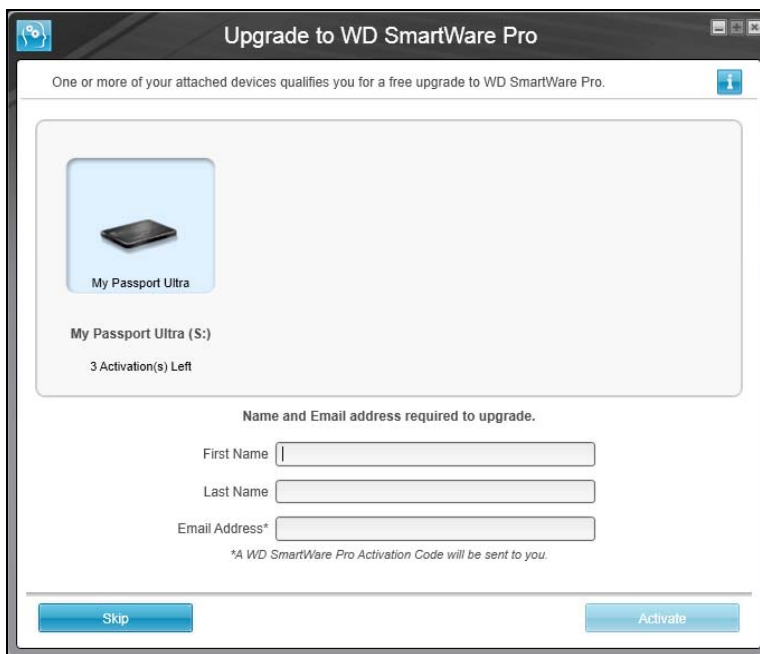 Upgrade to WD SmartWare Pro
One or more of your attached devices qualifies you for a free upgrade to WD SmartWare Pro.
i
My Passport Ultra
My Passport Ultra (S:)
3 Activation(s) Left
Name and Email address required to upgrade.
First Name
Last Name
Email Address*
*A WD SmartWare Pro Activation Code will be sent to you.
Skip
Activate